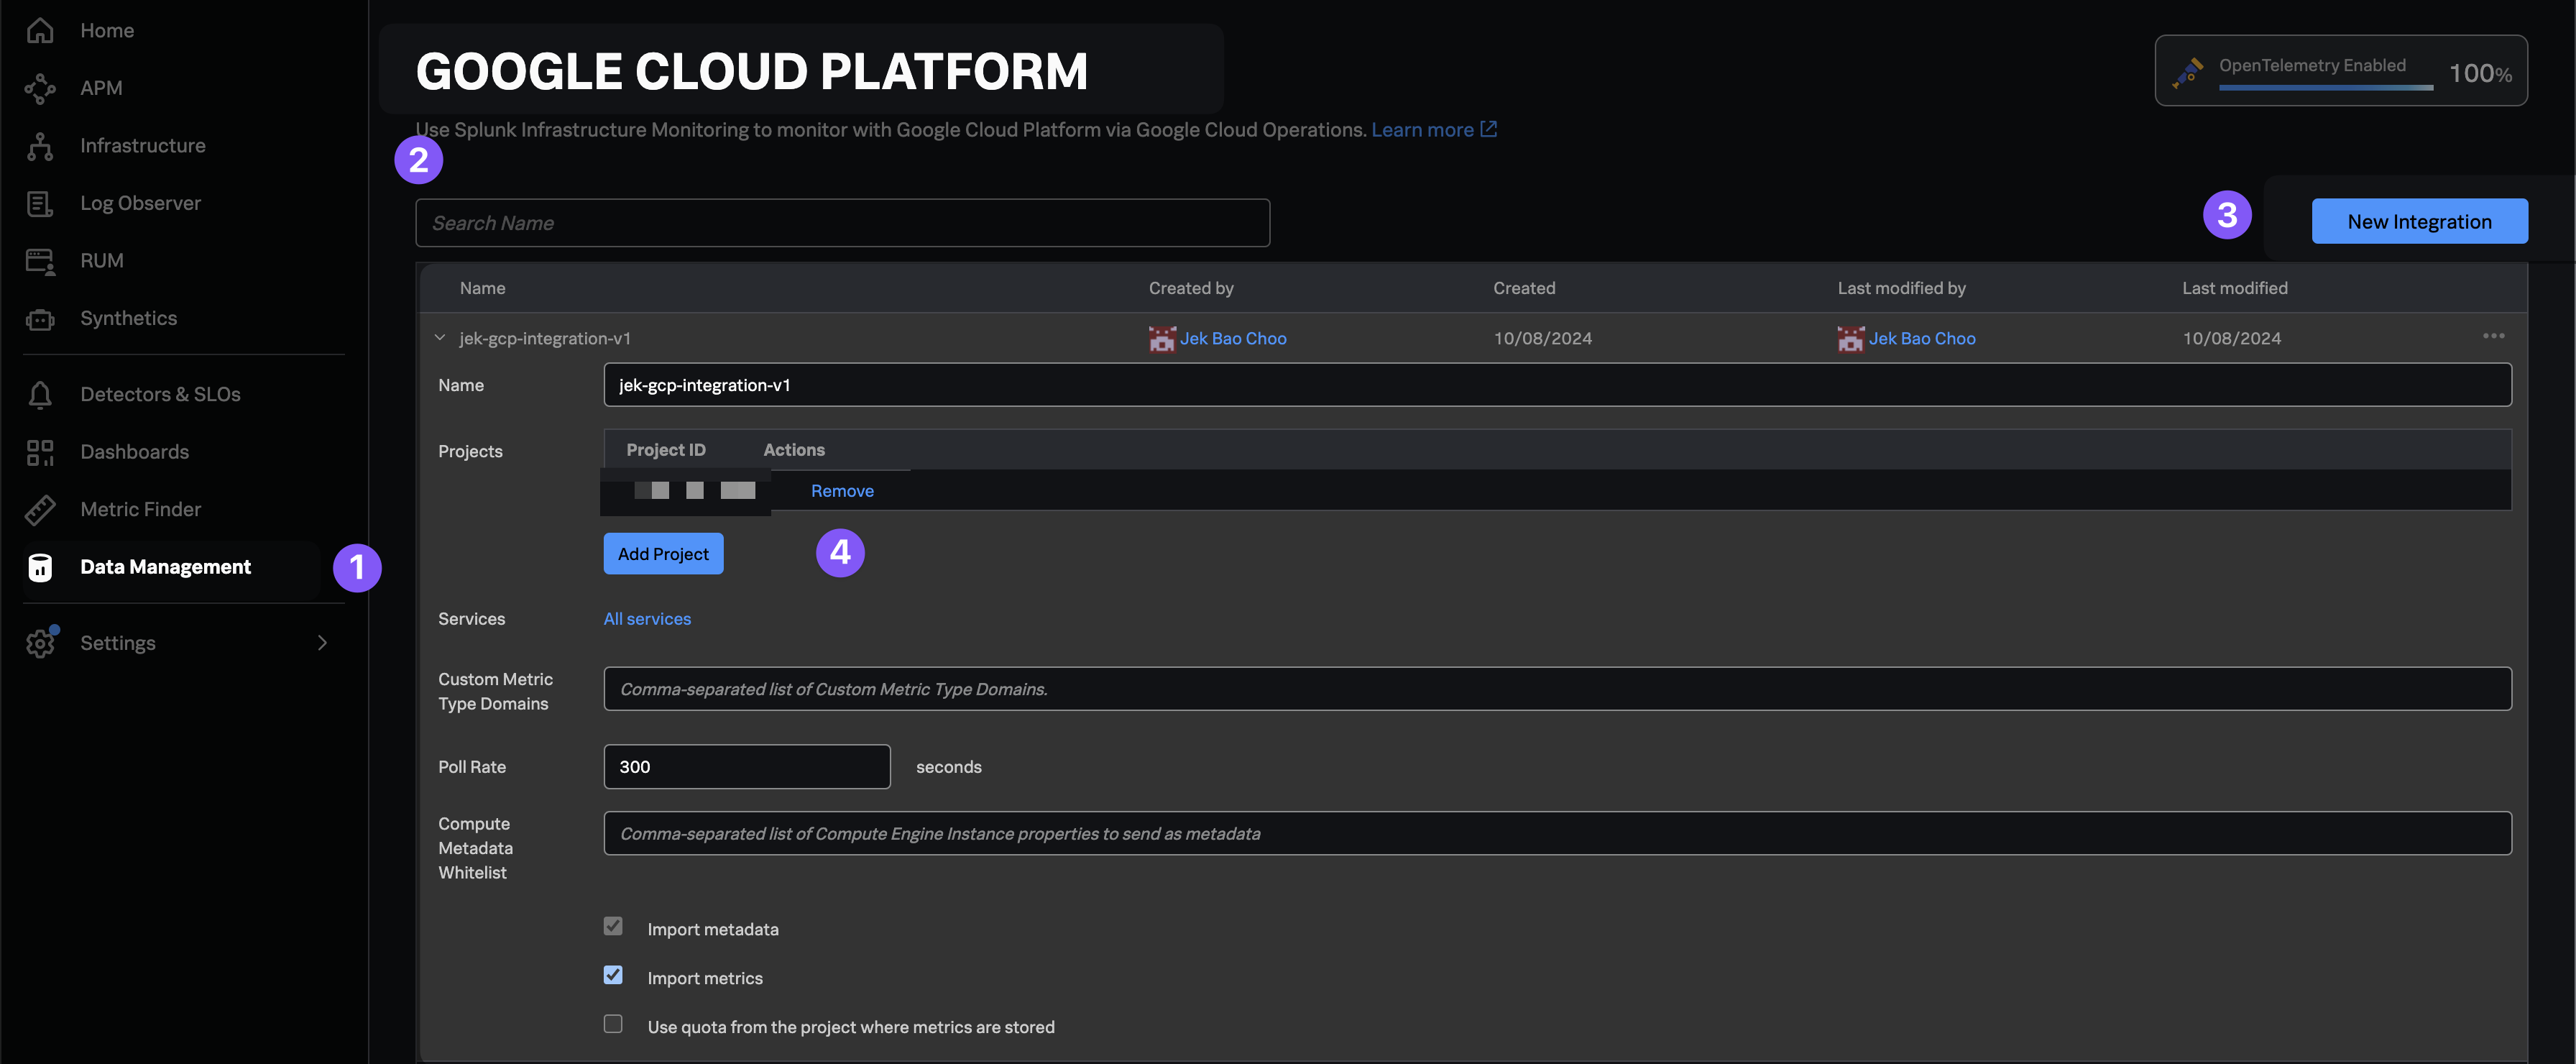 Home
APM
Infrastructure
Log Observer
RUM
Synthetics
Detectors & SLOs
Dashboards
Metric Finder
Data Management
1
Settings
GOOGLE CLOUD PLATFORM
OpenTelemetry Enabled
100%
Use Splunk Infrastructure Monitoring to monitor with Google Cloud Platform via Google Cloud Operations. Learn more
2
Search Name
3
New Integration
Name Created by Created Last modified by Last modified
jek-gcp-integration-v1 Jek Bao Choo 10/08/2024 Jek Bao Choo 10/08/2024
Name jek-gcp-integration-v1
Projects Project ID Actions
Remove
Add Project
4
Services All services
Custom Metric
Type Domains
Comma-separated list of Custom Metric Type Domains.
Poll Rate 300 seconds
Compute
Metadata
Whitelist
Comma-separated list of Compute Engine Instance properties to send as metadata
Import metadata
Import metrics
Use quota from the project where metrics are stored